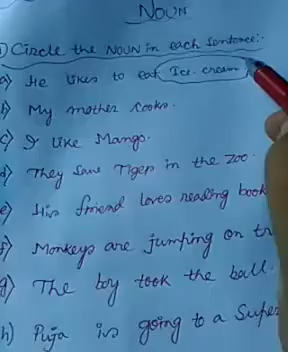 NOUN
1) Circle the NOUN in each Sentence:-
a) He likes to eat Ice-cream
b) My mother Cooks.
c) I like Mango.
d) They Saw Tiger in the Zoo.
e) His friend loves reading book
f) Monkeys are jumping on
g) The boy took the ball.
h) Puja is going to a